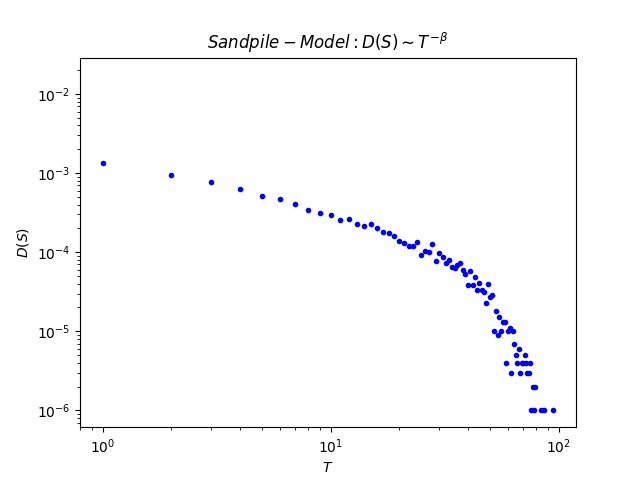 Sandpile − Model : D(S) ~ T^{−β}
10^{−2}
10^{−3}
10^{−4}
10^{−5}
10^{−6}
D(S)
10^{0} 10^{1} 10^{2}
T